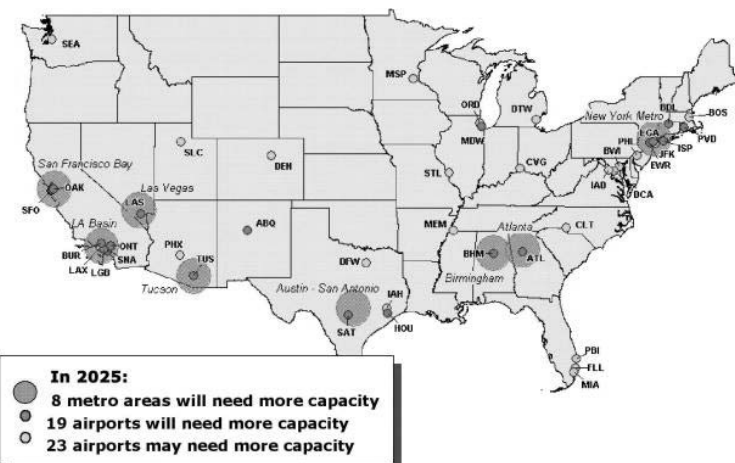 SEA
MSP
ORD
DTW
MDW
New York Metro
BDL
BOS
LGA
PHL
PVD
ISP
JFK
EWR
BWI
IAD
DCA
SLC
DEN
STL
CVG
San Francisco Bay
OAK
SFO
Las Vegas
LAS
LA Basin
BUR
ONT
SNA
LAX
LGB
PHX
TUS
Tucson
ABQ
MEM
CLT
Atlanta
BHM
ATL
Birmingham
DFW
Austin - San Antonio
IAH
SAT
HOU
PBI
FLL
MIA
In 2025:
8 metro areas will need more capacity
19 airports will need more capacity
23 airports may need more capacity